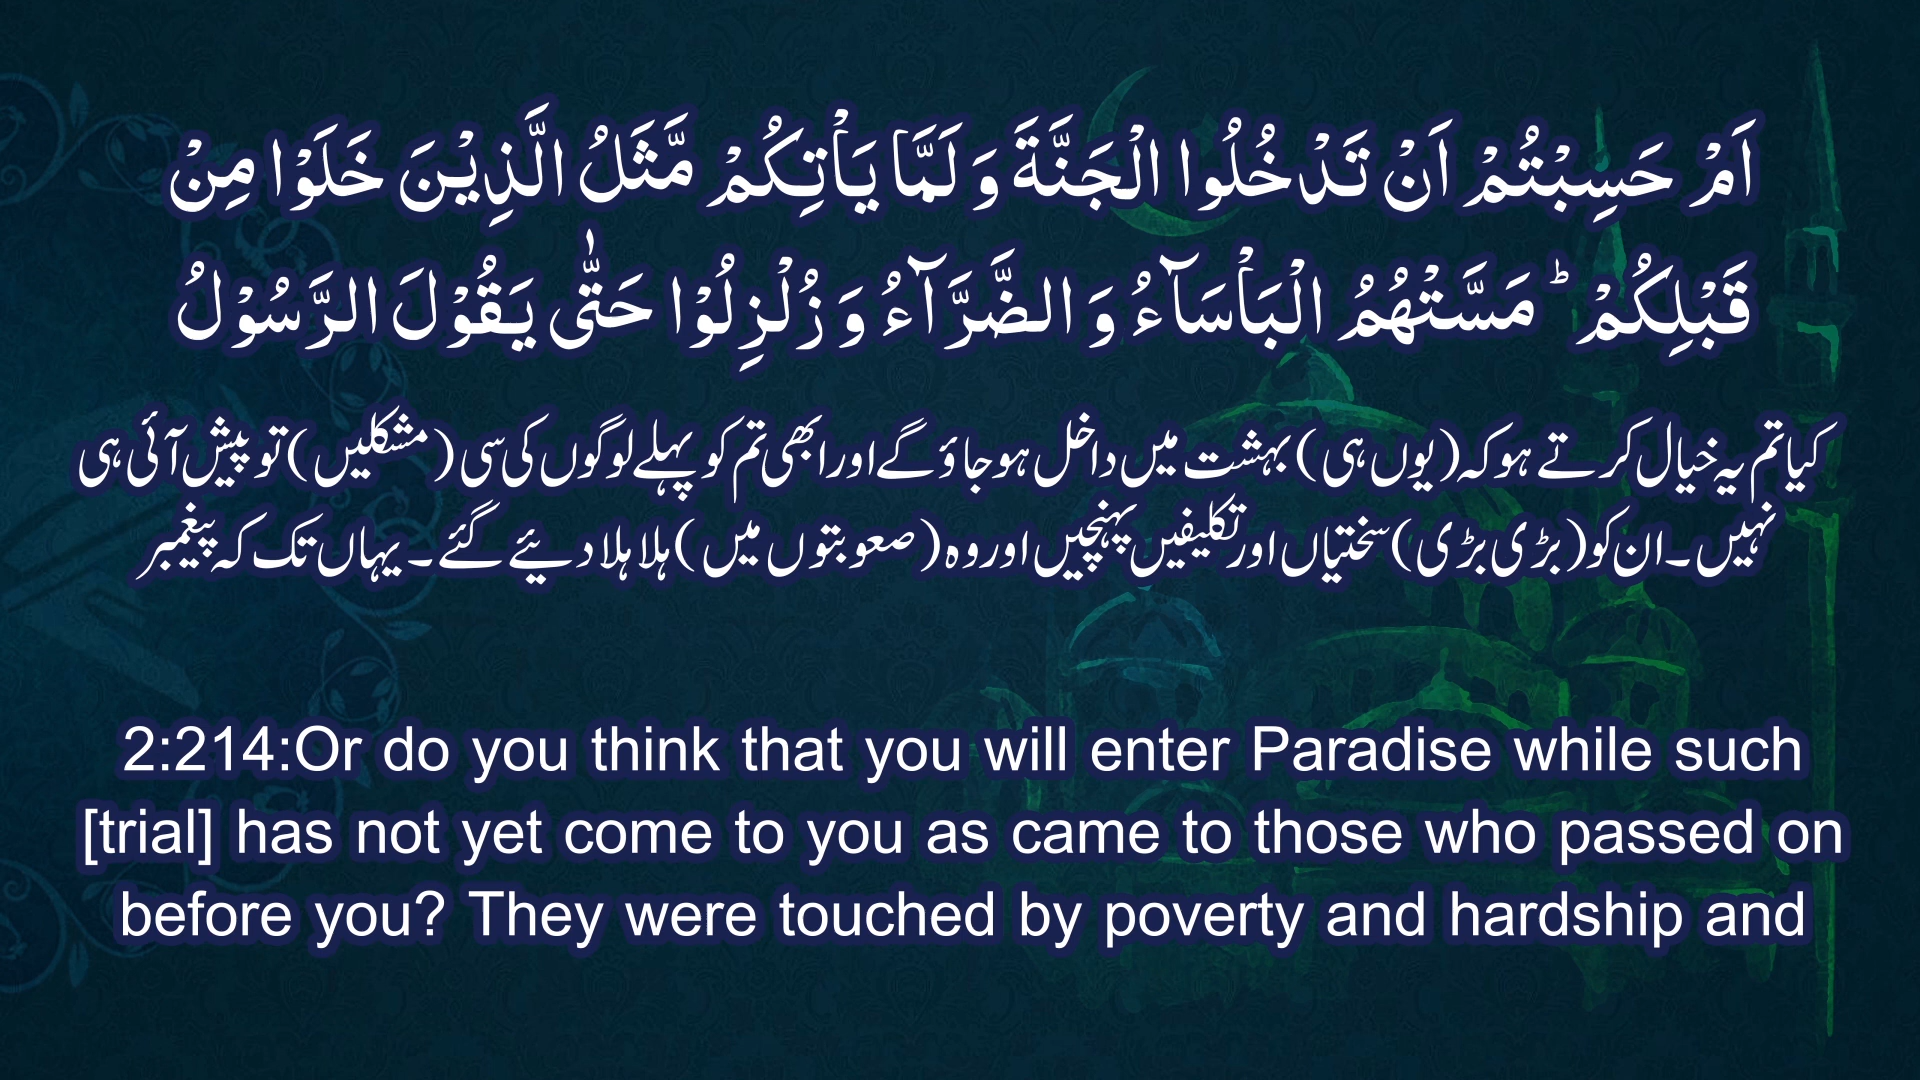 اَمْ حَسِبْتُمْ اَنْ تَدْخُلُوا الْجَنَّةَ وَ لَمَّا یَاْتِكُمْ مَّثَلُ الَّذِیْنَ خَلَوْا مِنْ
قَبْلِكُمْ ؕ مَسَّتْهُمُ الْبَاْسَآءُ وَ الضَّرَّآءُ وَ زُلْزِلُوْا حَتّٰى یَقُوْلَ الرَّسُوْلُ
کیا تم یہ خیال کرتے ہو کہ (یوں ہی) بہشت میں داخل ہوجاؤ گے اور ابھی تم کو پہلے لوگوں کی سی (مشکلیں) تو پیش آئی ہی
نہیں۔ ان کو (بڑی بڑی) سختیاں اور تکلیفیں پہنچیں اور وہ (صعوبتوں میں) ہلا ہلا دیئے گئے۔ یہاں تک کہ پیغمبر
2:214:Or do you think that you will enter Paradise while such
[trial] has not yet come to you as came to those who passed on
before you? They were touched by poverty and hardship and